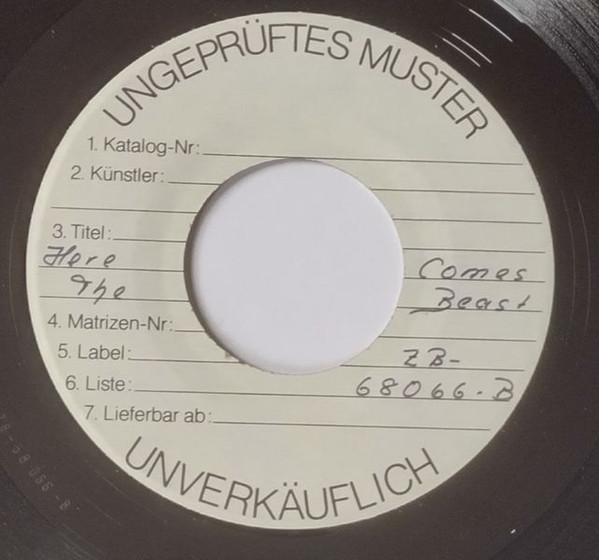 UNGEPRÜFTES MUSTER
1. Katalog-Nr:
2. Künstler:
3. Titel:
Here Comes
The Beast
4. Matrizen-Nr:
5. Label: ZB-
6. Liste: 68066-B
7. Lieferbar ab:
UNVERKÄUFLICH